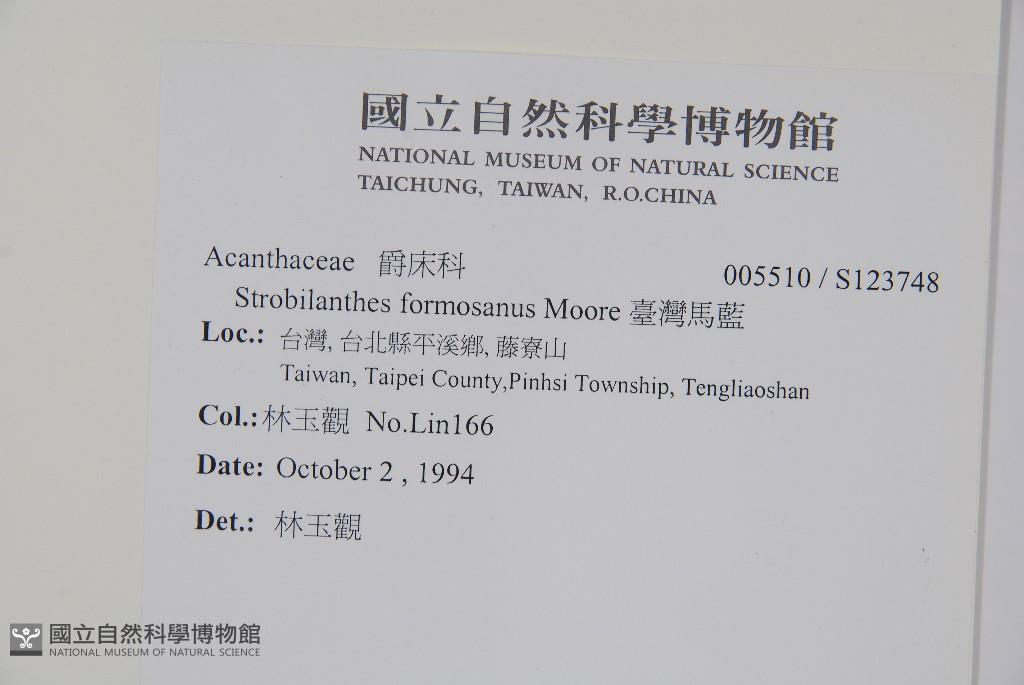 國立自然科學博物館
NATIONAL MUSEUM OF NATURAL SCIENCE
TAICHUNG, TAIWAN, R.O.CHINA
Acanthaceae 爵床科 005510 / S123748
Strobilanthes formosanus Moore 臺灣馬藍
Loc.: 台灣, 台北縣平溪鄉, 藤寮山
Taiwan, Taipei County,Pinhsi Township, Tengliaoshan
Col.:林玉觀 No.Lin166
Date: October 2 , 1994
Det.: 林玉觀
國立自然科學博物館
NATIONAL MUSEUM OF NATURAL SCIENCE